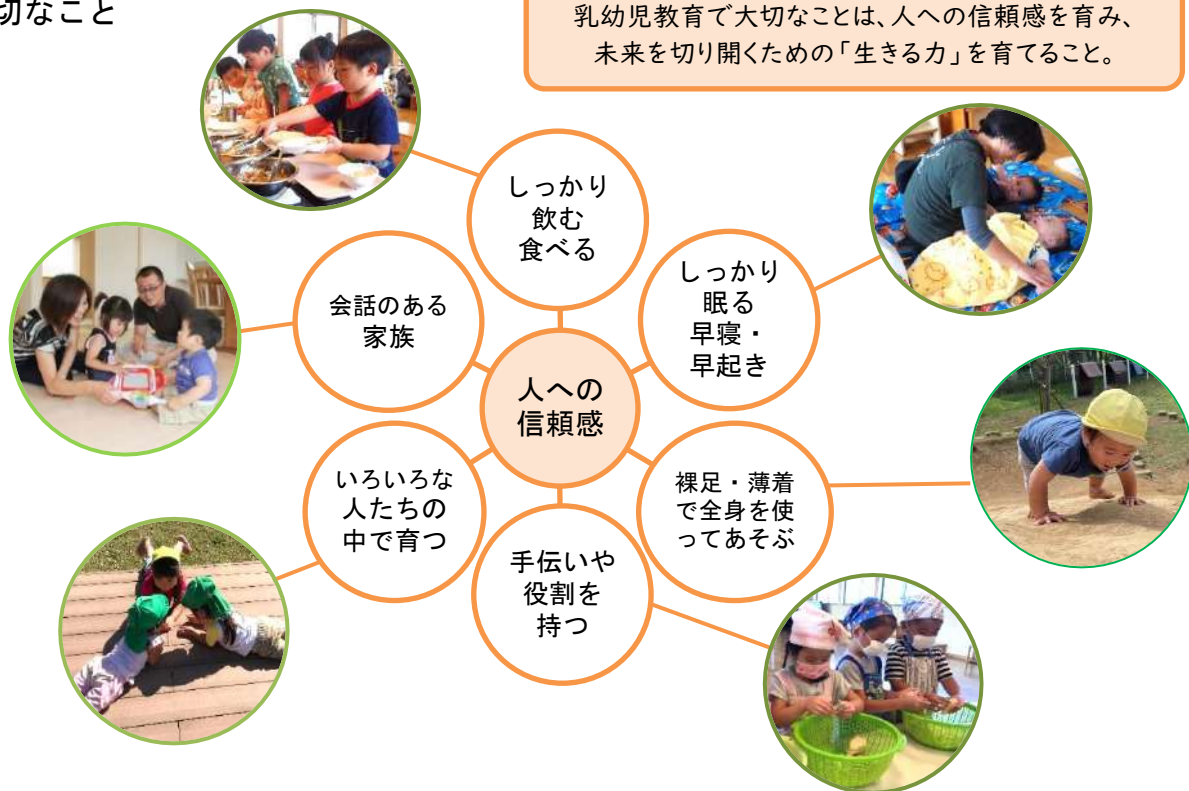 切なこと
乳幼児教育で大切なことは、人への信頼感を育み、
未来を切り開くための「生きる力」を育てること。
しっかり
飲む
食べる
しっかり
眠る
早寝・
早起き
会話のある
家族
人への
信頼感
いろいろな
人たちの
中で育つ
裸足・薄着
で全身を使
ってあそぶ
手伝いや
役割を
持つ